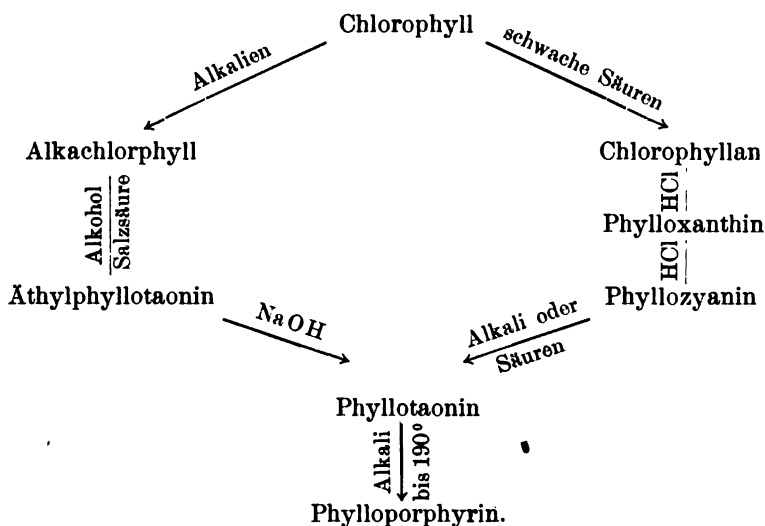 Chlorophyll
Alkalien
schwache Säuren
Alkachlorphyll
Chlorophyllan
Alkohol
Salzsäure
HCl
Phylloxanthin
HCl
Äthylphyllotaonin
Phyllozyanin
NaOH
Alkali oder
Säuren
Phyllotaonin
Alkali
bis 190°
Phylloporphyrin.